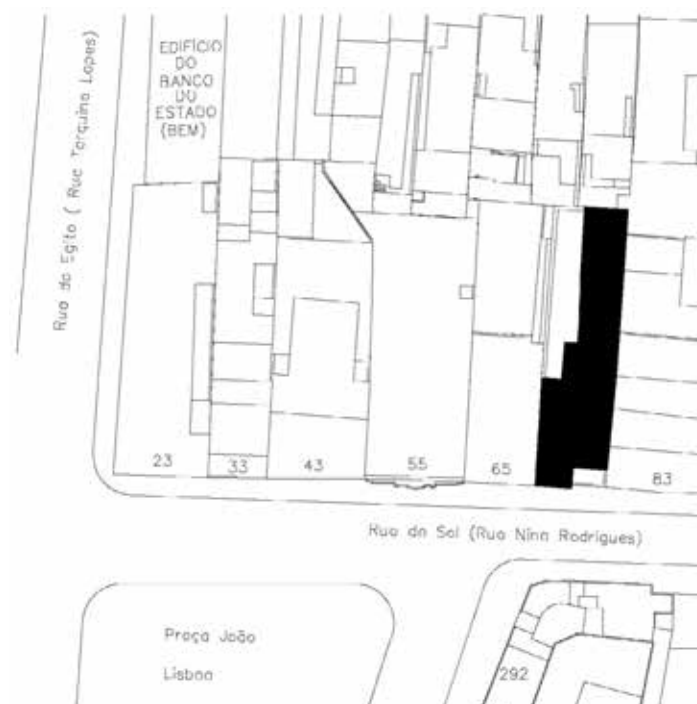 EDIFÍCIO
DO
BANCO
DO
ESTADO
(BEM)
Rua do Egito ( Rua Tarquino Lopes)
23
33
43
55
65
83
Rua do Sol (Rua Nina Rodrigues)
Praça João
Lisboa
292